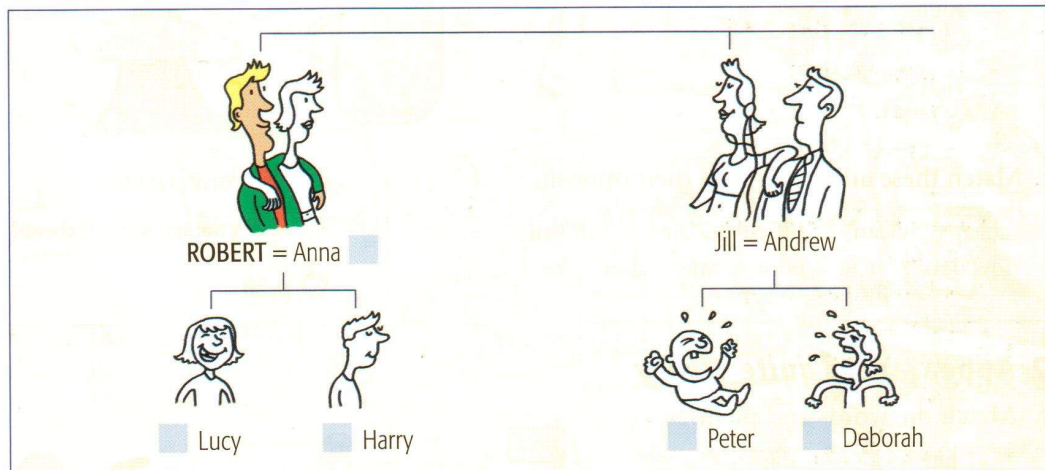 ROBERT = Anna
Jill = Andrew
Lucy
Harry
Peter
Deborah